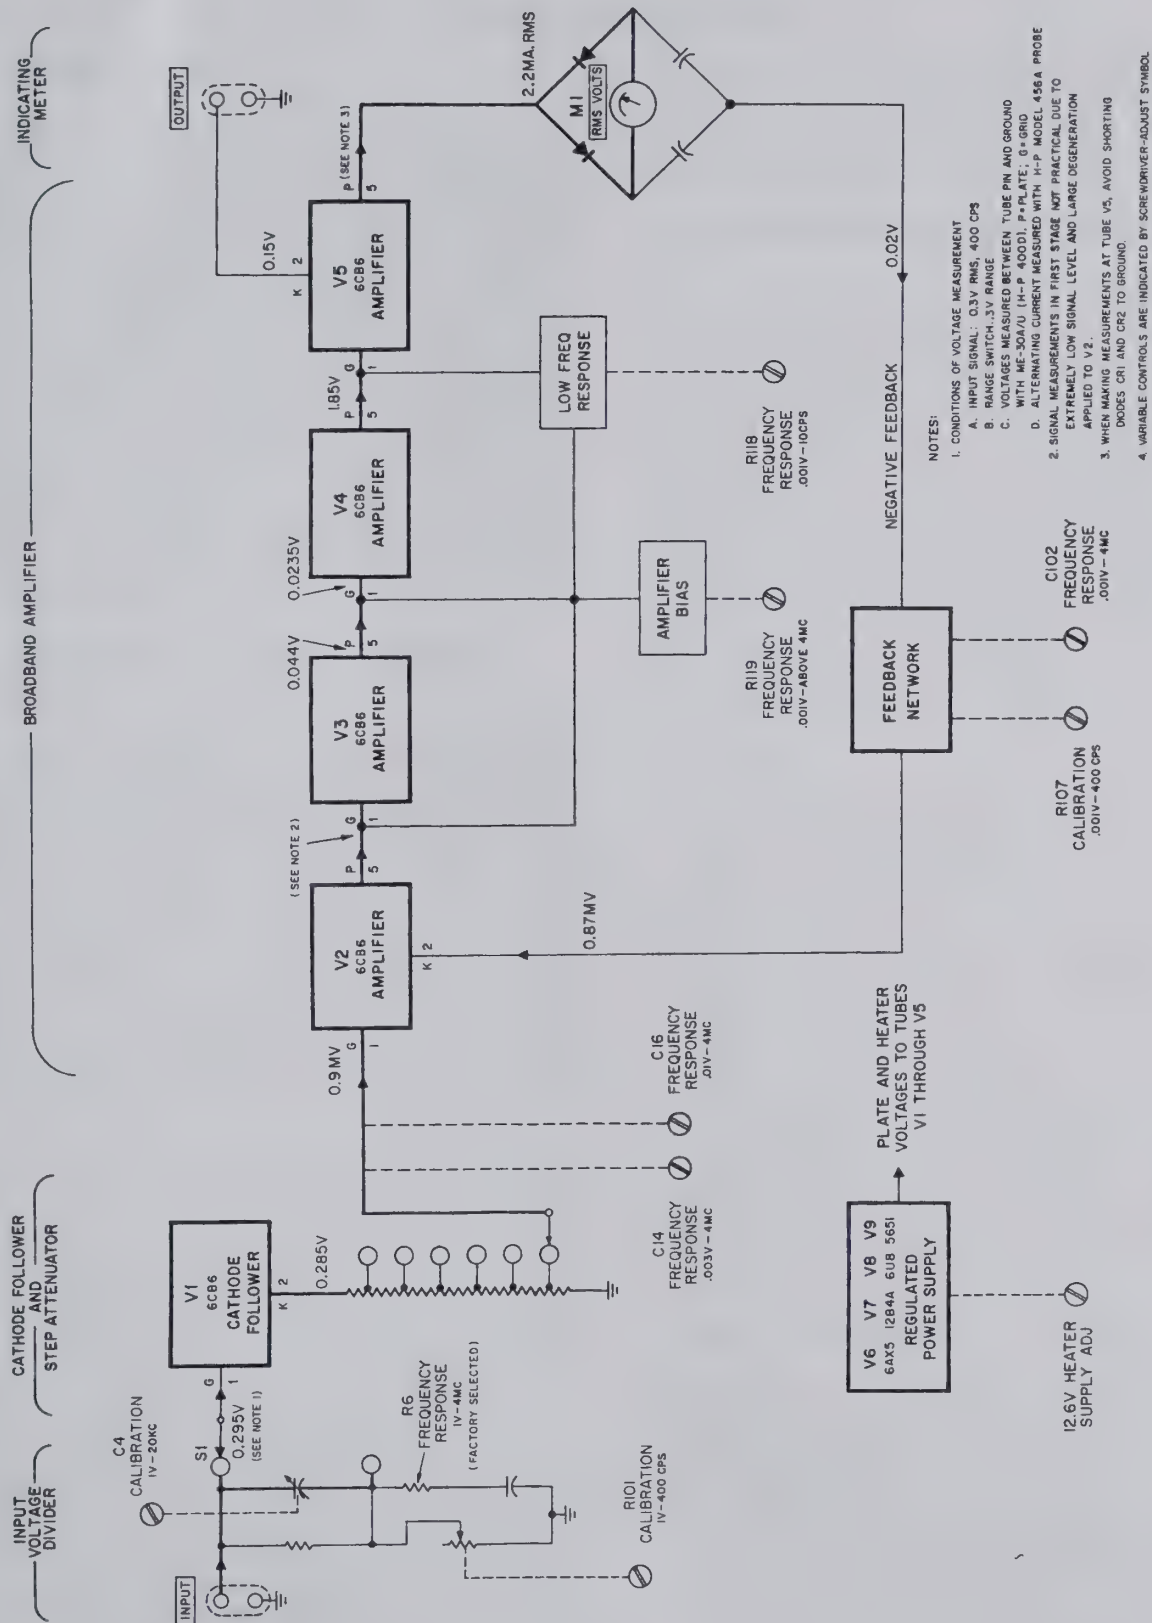 INPUT
VOLTAGE
DIVIDER
CATHODE FOLLOWER
AND
STEP ATTENUATOR
BROADBAND AMPLIFIER
INDICATING
METER
INPUT
C4
CALIBRATION
1V-20KC
S1
0.295V
(SEE NOTE 1)
G
1
V1
6CB6
CATHODE
FOLLOWER
K 2
0.285V
R6
FREQUENCY
RESPONSE
1V-4MC
(FACTORY SELECTED)
R101
CALIBRATION
1V-400 CPS
C14
FREQUENCY
RESPONSE
.003V-4MC
C16
FREQUENCY
RESPONSE
.01V-4MC
0.9MV
G
1
V2
6CB6
AMPLIFIER
K 2
P
5
(SEE NOTE 2)
G
1
V3
6CB6
AMPLIFIER
P
5
0.044V
0.0235V
G
1
V4
6CB6
AMPLIFIER
P
5
1.85V
G
1
V5
6CB6
AMPLIFIER
K 2
0.15V
OUTPUT
P (SEE NOTE 3)
5
2.2MA.RMS
M1
RMS VOLTS
LOW FREQ
RESPONSE
AMPLIFIER
BIAS
R119
FREQUENCY
RESPONSE
.001V-ABOVE 4MC
R118
FREQUENCY
RESPONSE
.001V-10CPS
0.87MV
FEEDBACK
NETWORK
NEGATIVE FEEDBACK
0.02V
R107
CALIBRATION
.001V-400 CPS
C102
FREQUENCY
RESPONSE
.001V-4MC
V6 V7 V8 V9
6AX5 12B4A 6U8 5651
REGULATED
POWER SUPPLY
PLATE AND HEATER
VOLTAGES TO TUBES
V1 THROUGH V5
12.6V HEATER
SUPPLY ADJ
NOTES:
1. CONDITIONS OF VOLTAGE MEASUREMENT
A. INPUT SIGNAL: 0.3V RMS, 400 CPS
B. RANGE SWITCH..3V RANGE
C. VOLTAGES MEASURED BETWEEN TUBE PIN AND GROUND
WITH ME-30A/U (H-P 400D), P=PLATE; G=GRID
D. ALTERNATING CURRENT MEASURED WITH H-P MODEL 456A PROBE
2. SIGNAL MEASUREMENTS IN FIRST STAGE NOT PRACTICAL DUE TO
EXTREMELY LOW SIGNAL LEVEL AND LARGE DEGENERATION
APPLIED TO V2.
3. WHEN MAKING MEASUREMENTS AT TUBE V5, AVOID SHORTING
DIODES CR1 AND CR2 TO GROUND.
4. VARIABLE CONTROLS ARE INDICATED BY SCREWDRIVER-ADJUST SYMBOL